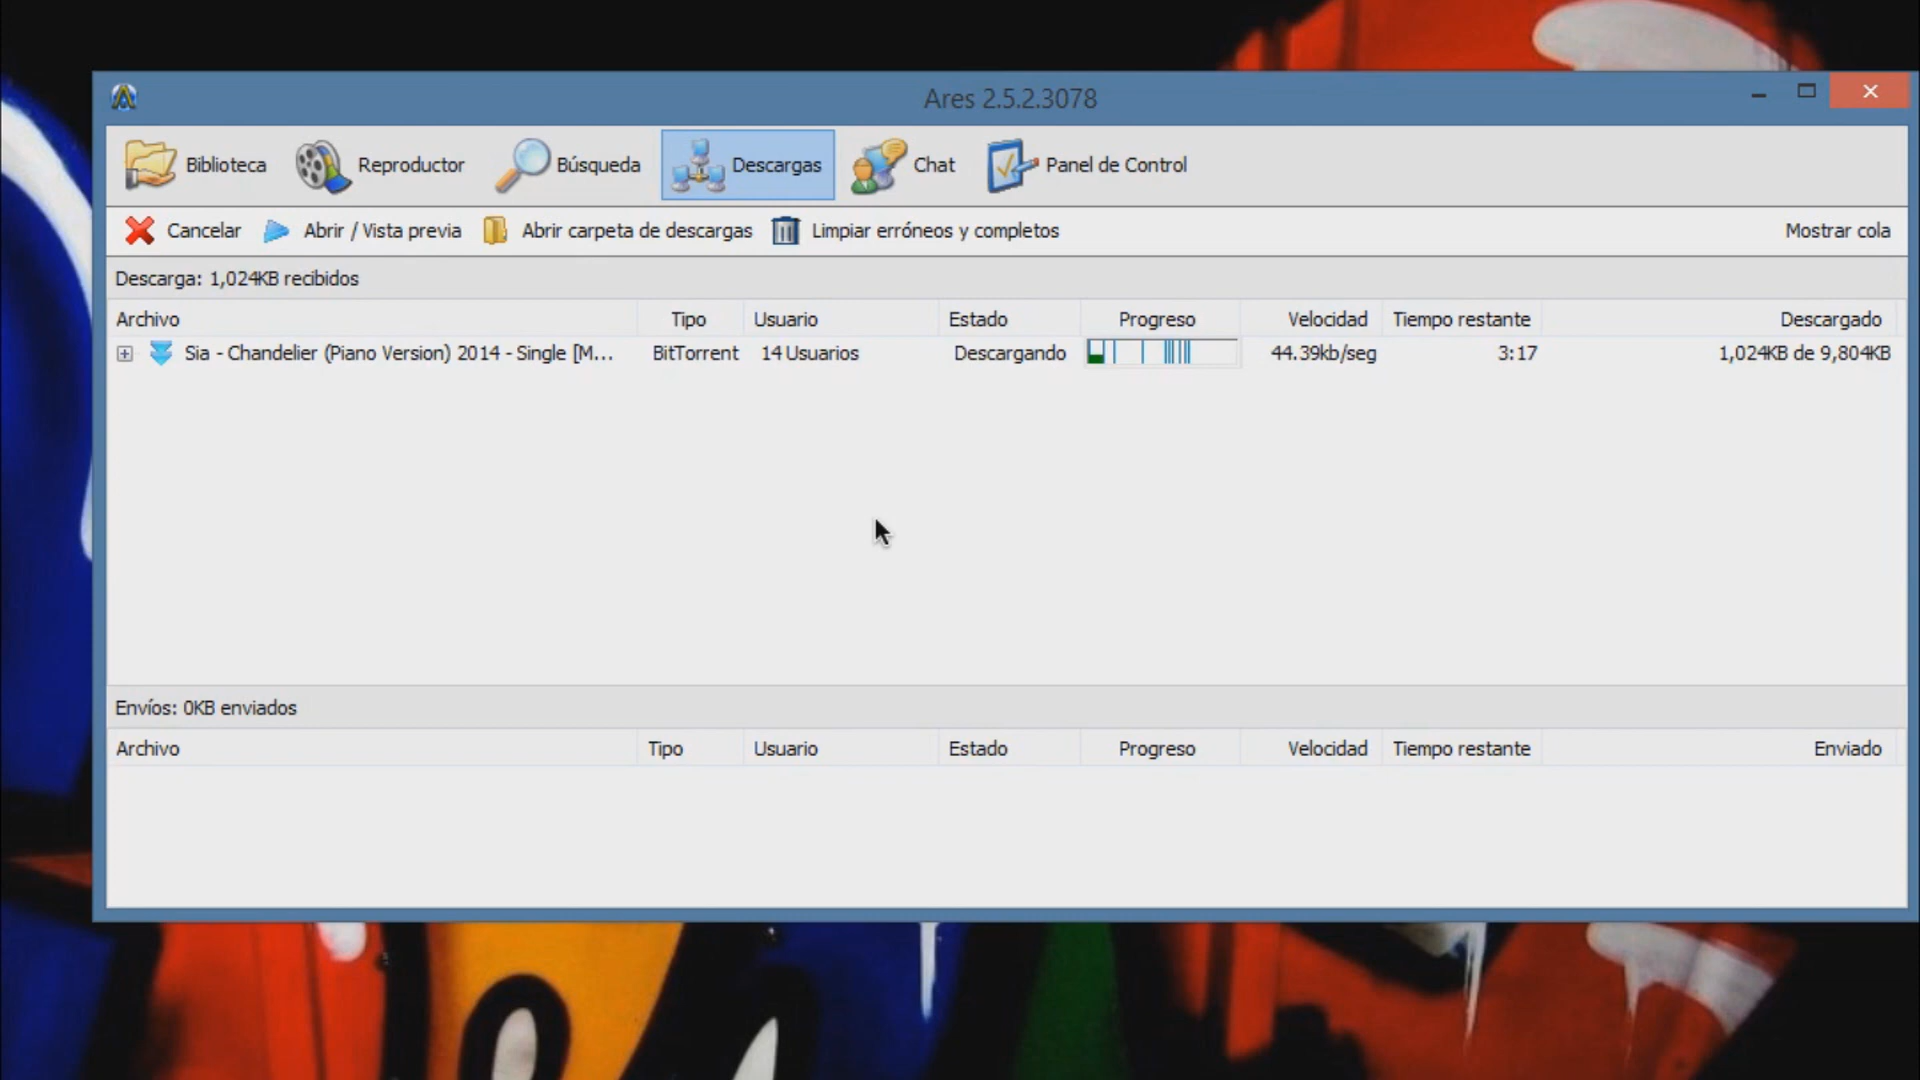 Ares 2.5.2.3078
Biblioteca Reproductor Búsqueda Descargas Chat Panel de Control
Cancelar Abrir / Vista previa Abrir carpeta de descargas Limpiar erróneos y completos Mostrar cola
Descarga: 1,024KB recibidos
Archivo Tipo Usuario Estado Progreso Velocidad Tiempo restante Descargado
Sia - Chandelier (Piano Version) 2014 - Single [M... BitTorrent 14 Usuarios Descargando 44.39kb/seg 3:17 1,024KB de 9,804KB
Envíos: 0KB enviados
Archivo Tipo Usuario Estado Progreso Velocidad Tiempo restante Enviado